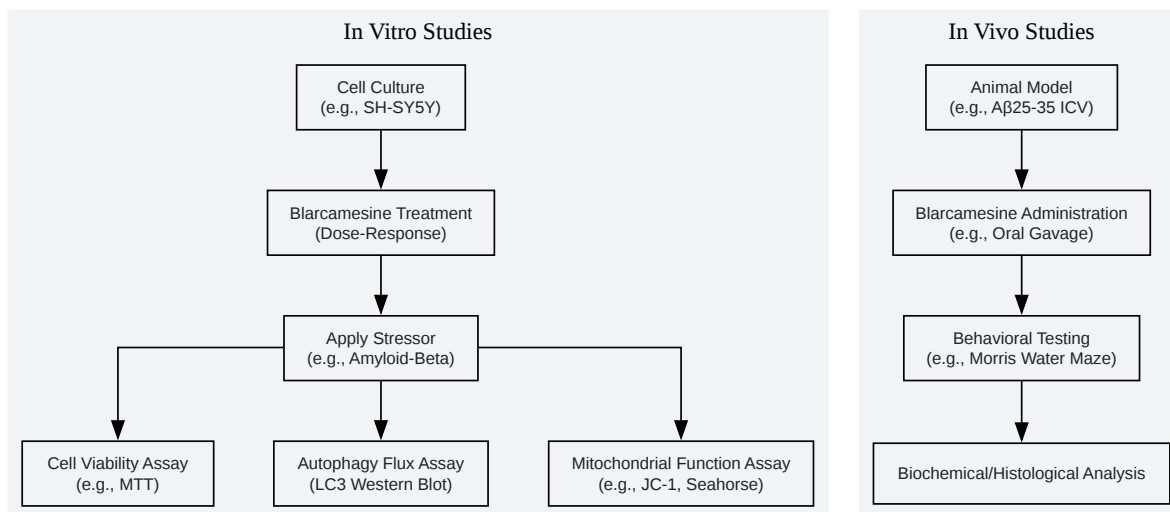 In Vitro Studies
Cell Culture
(e.g., SH-SY5Y)
Blarcamesine Treatment
(Dose-Response)
Apply Stressor
(e.g., Amyloid-Beta)
Cell Viability Assay
(e.g., MTT)
Autophagy Flux Assay
(LC3 Western Blot)
Mitochondrial Function Assay
(e.g., JC-1, Seahorse)
In Vivo Studies
Animal Model
(e.g., Aβ25-35 ICV)
Blarcamesine Administration
(e.g., Oral Gavage)
Behavioral Testing
(e.g., Morris Water Maze)
Biochemical/Histological Analysis